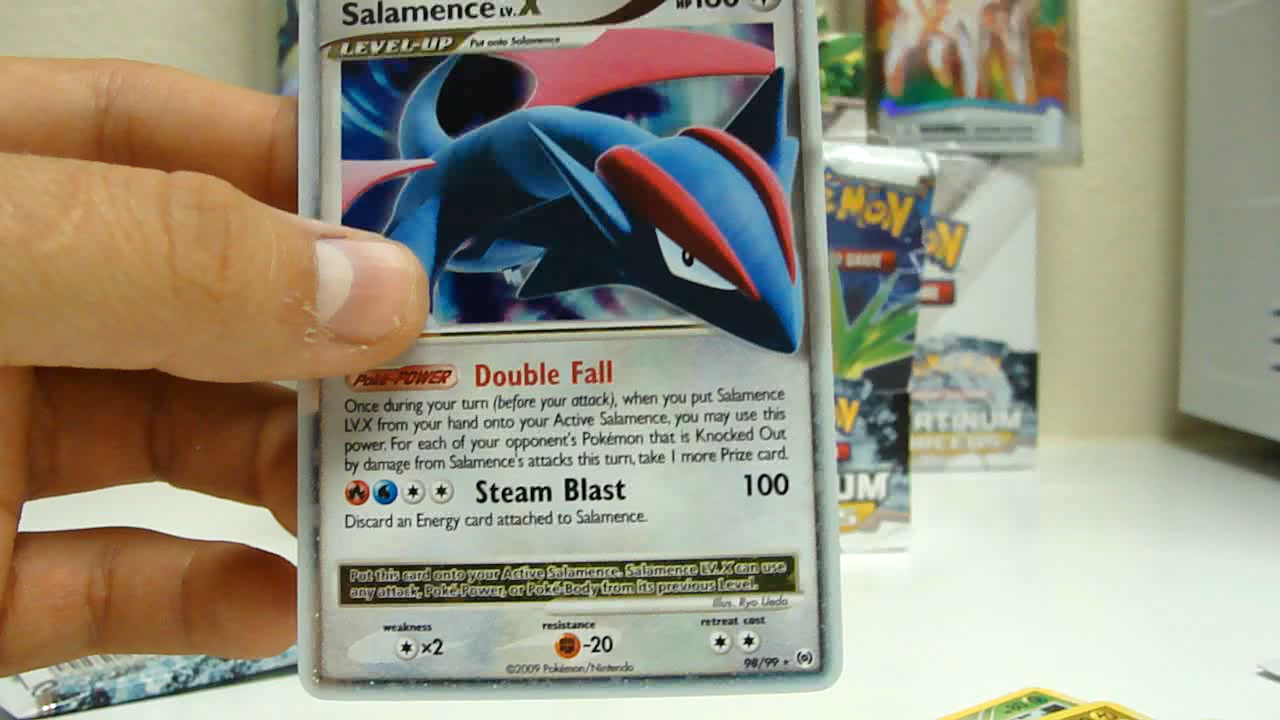 Salamence LV.X
LEVEL-UP Put onto Salamence
Poké-POWER Double Fall
Once during your turn (before your attack), when you put Salamence
LV.X from your hand onto your Active Salamence, you may use this
power. For each of your opponent's Pokémon that is Knocked Out
by damage from Salamence's attacks this turn, take 1 more Prize card.
Steam Blast 100
Discard an Energy card attached to Salamence.
Put this card onto your Active Salamence. Salamence LV.X can use
any attack, Poké-Power, or Poké-Body from its previous Level.
Illus. Ryo Ueda
weakness resistance retreat cost
×2 -20
©2009 Pokémon/Nintendo 98/99